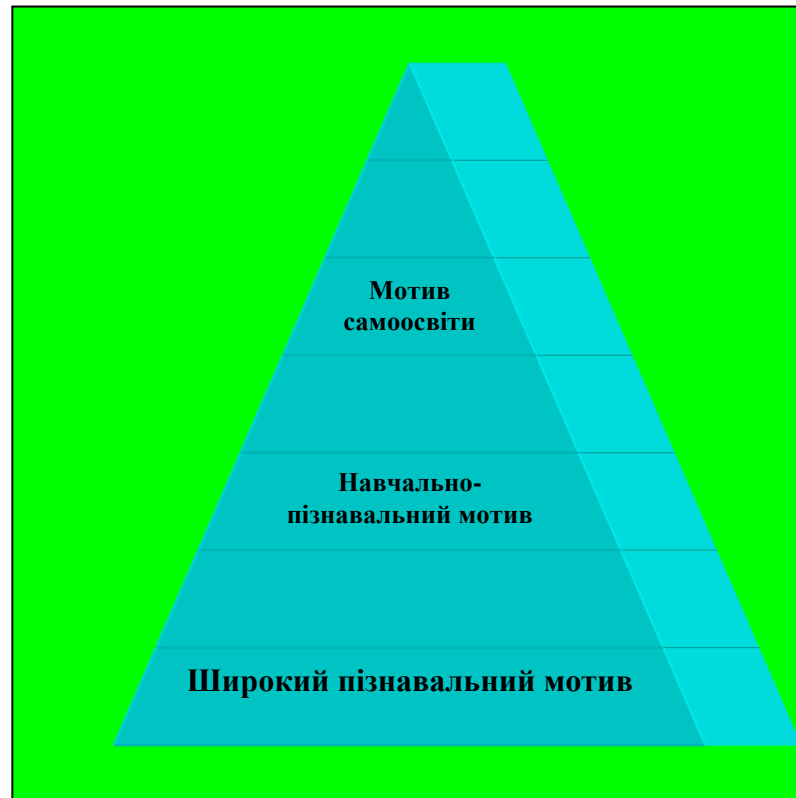 Мотив
самоосвіти
Навчально-
пізнавальний мотив
Широкий пізнавальний мотив